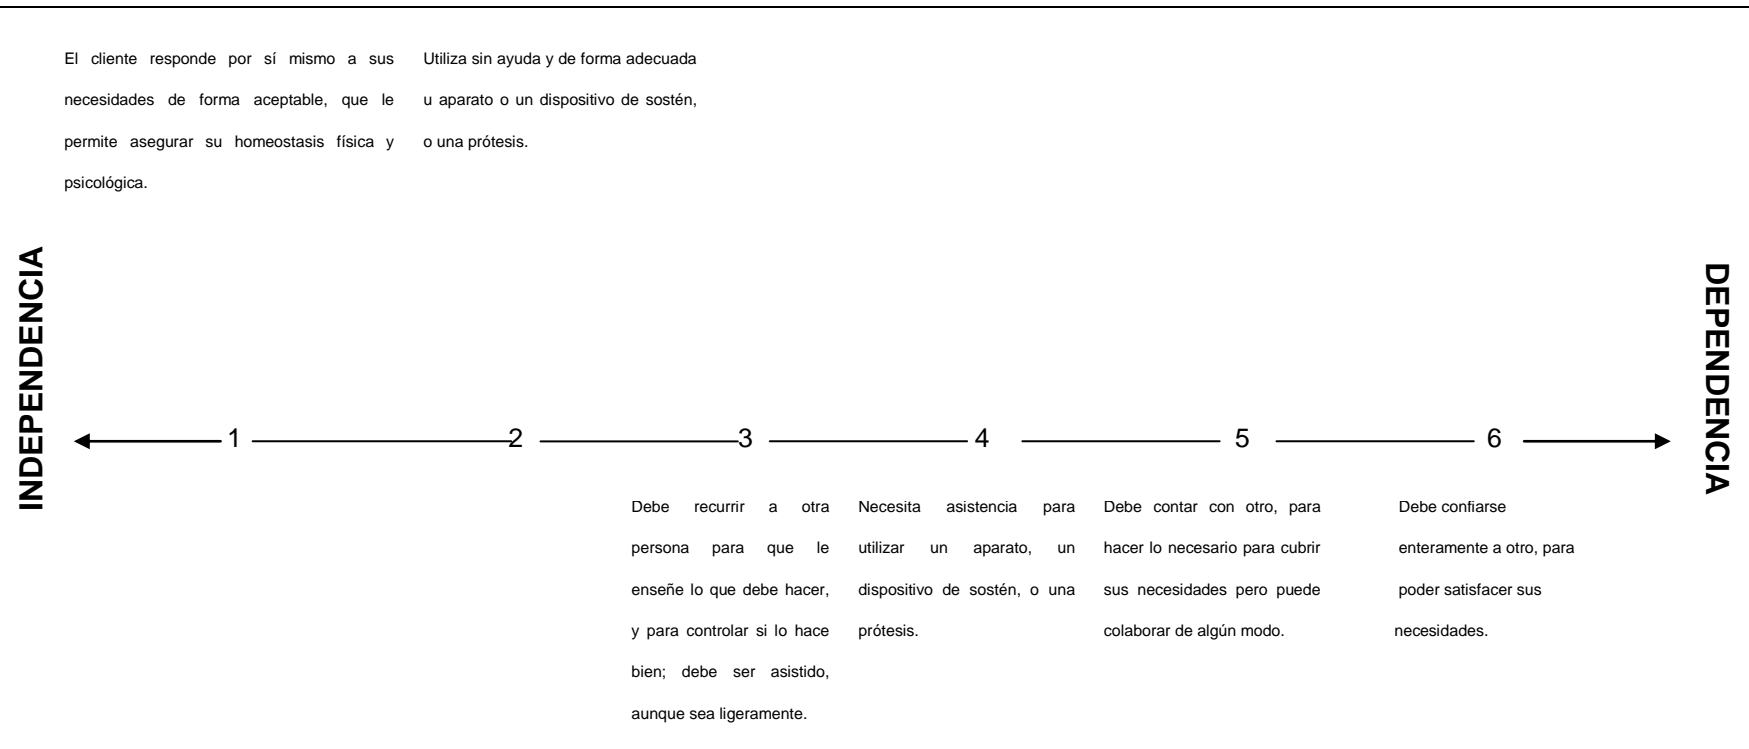 El cliente responde por sí mismo a sus
necesidades de forma aceptable, que le
permite asegurar su homeostasis física y
psicológica.
Utiliza sin ayuda y de forma adecuada
u aparato o un dispositivo de sostén,
o una prótesis.
INDEPENDENCIA
1
2
3
4
5
6
DEPENDENCIA
Debe recurrir a otra
persona para que le
enseñe lo que debe hacer,
y para controlar si lo hace
bien; debe ser asistido,
aunque sea ligeramente.
Necesita asistencia para
utilizar un aparato, un
dispositivo de sostén, o una
prótesis.
Debe contar con otro, para
hacer lo necesario para cubrir
sus necesidades pero puede
colaborar de algún modo.
Debe confiarse
enteramente a otro, para
poder satisfacer sus
necesidades.